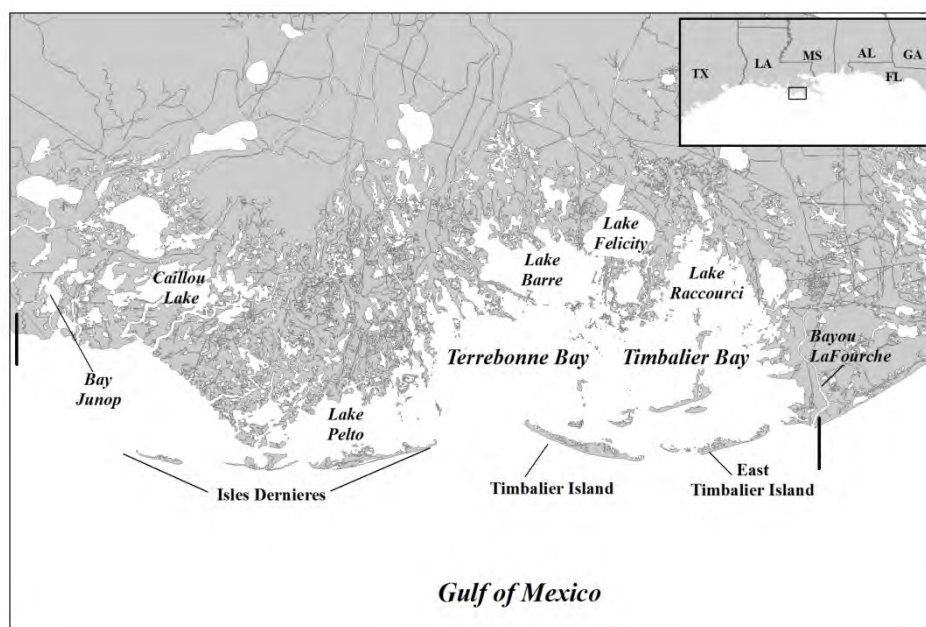 TX
LA
MS
AL
GA
FL
Lake
Felicity
Lake
Barre
Caillou
Lake
Lake
Raccourci
Bayou
LaFourche
Terrebonne Bay
Timbalier Bay
Bay
Junop
Lake
Pelto
Isles Dernieres
Timbalier Island
East
Timbalier Island
Gulf of Mexico